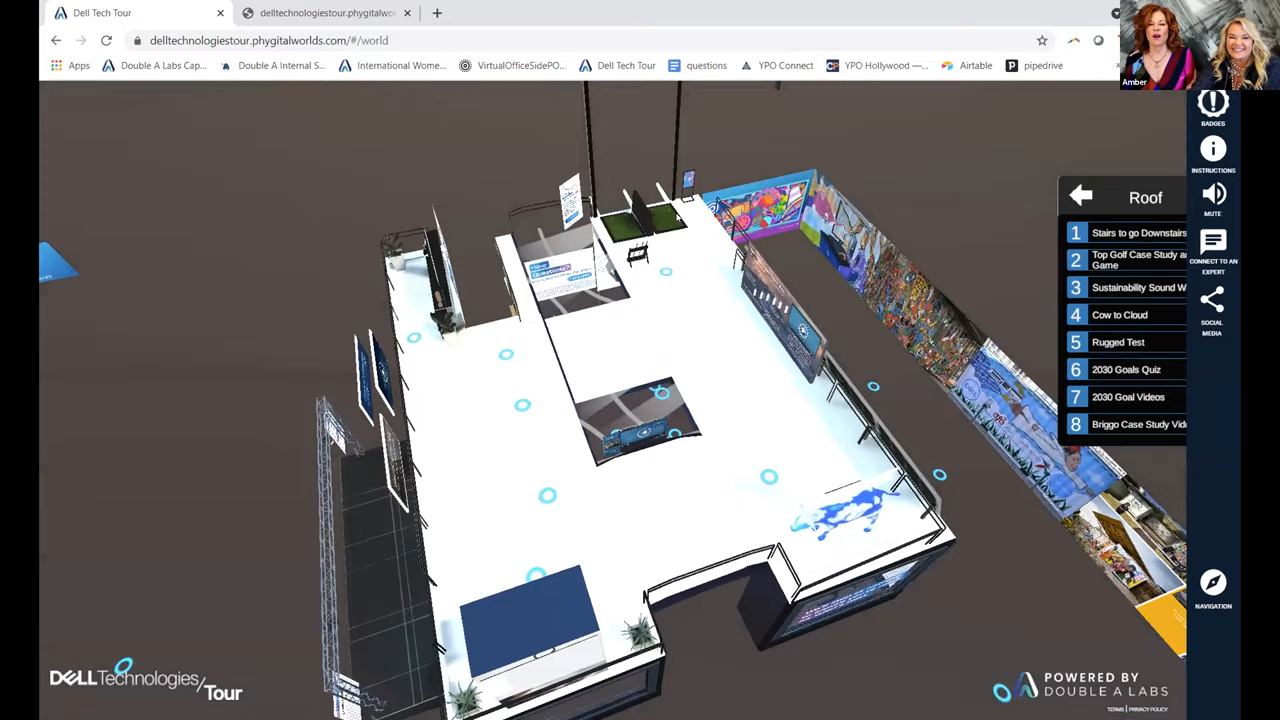 Dell Tech Tour
delltechnologiestour.phygitalwo
delltechnologiestour.phygitalworlds.com/#/world
Apps
Double A Labs Cap...
Double A Internal S...
International Wome...
VirtualOfficeSidePO...
Dell Tech Tour
questions
YPO Connect
YPO Hollywood —...
Airtable
pipedrive
Amber
BADGES
INSTRUCTIONS
MUTE
CONNECT TO AN
EXPERT
SOCIAL
MEDIA
NAVIGATION
Roof
1 Stairs to go Downstairs
2 Top Golf Case Study a
Game
3 Sustainability Sound W
4 Cow to Cloud
5 Rugged Test
6 2030 Goals Quiz
7 2030 Goal Videos
8 Briggo Case Study Vid
Have
Questions?
DELLTechnologies/Tour
POWERED BY
DOUBLE A LABS
TERMS | PRIVACY POLICY